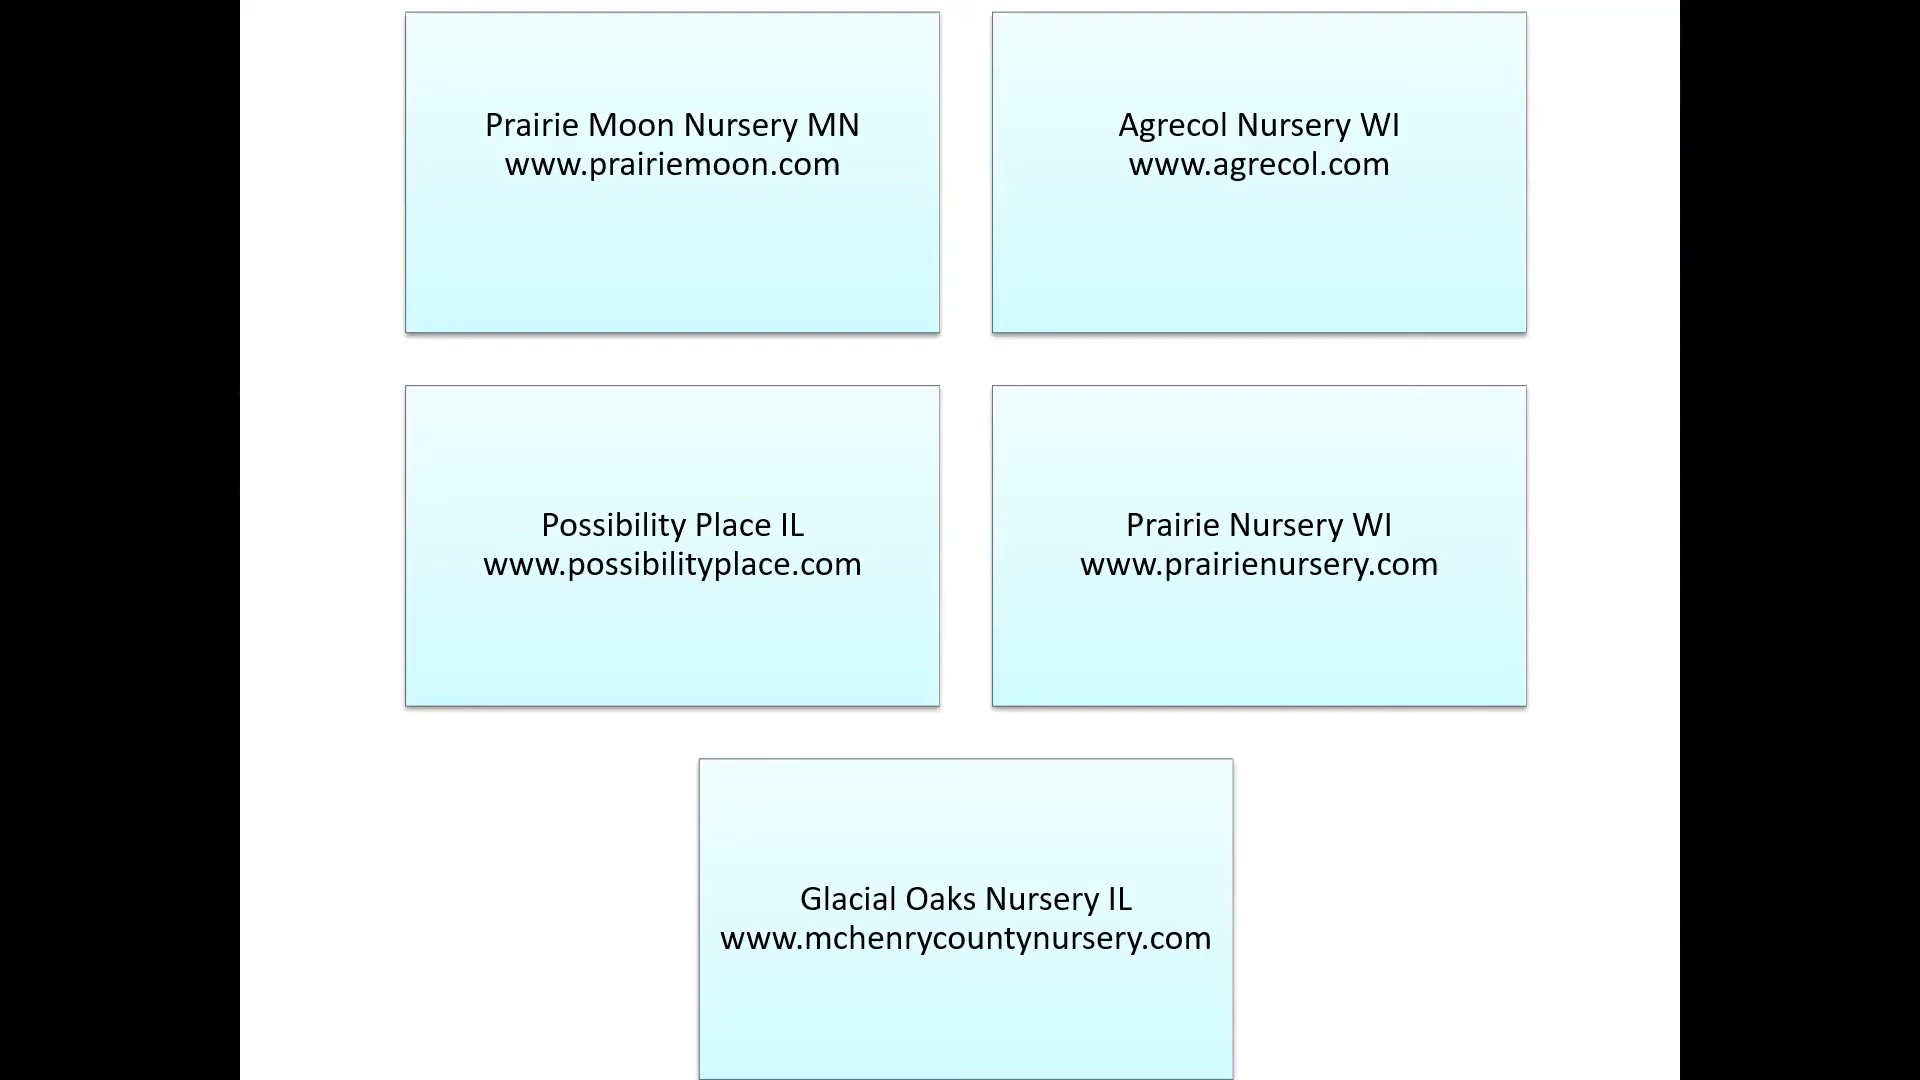 Prairie Moon Nursery MN
www.prairiemoon.com
Agrecol Nursery WI
www.agrecol.com
Possibility Place IL
www.possibilityplace.com
Prairie Nursery WI
www.prairienursery.com
Glacial Oaks Nursery IL
www.mchenrycountynursery.com